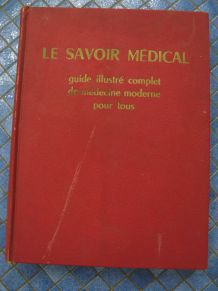 LE SAVOIR MEDICAL
guide illustré complet
de médecine moderne
pour tous